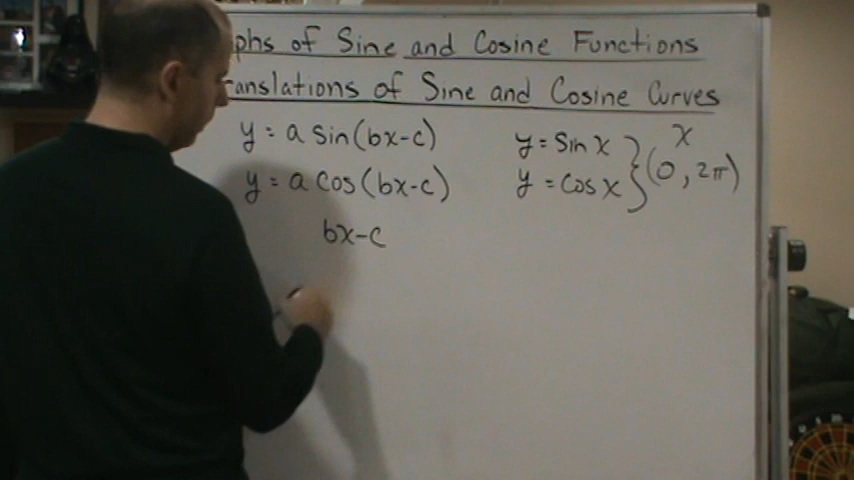 phs of Sine and Cosine Functions
ranslations of Sine and Cosine Curves
y = a sin(bx-c)
y = a cos(bx-c)
bx-c
y = sin x
y = cos x
x
(0, 2π)